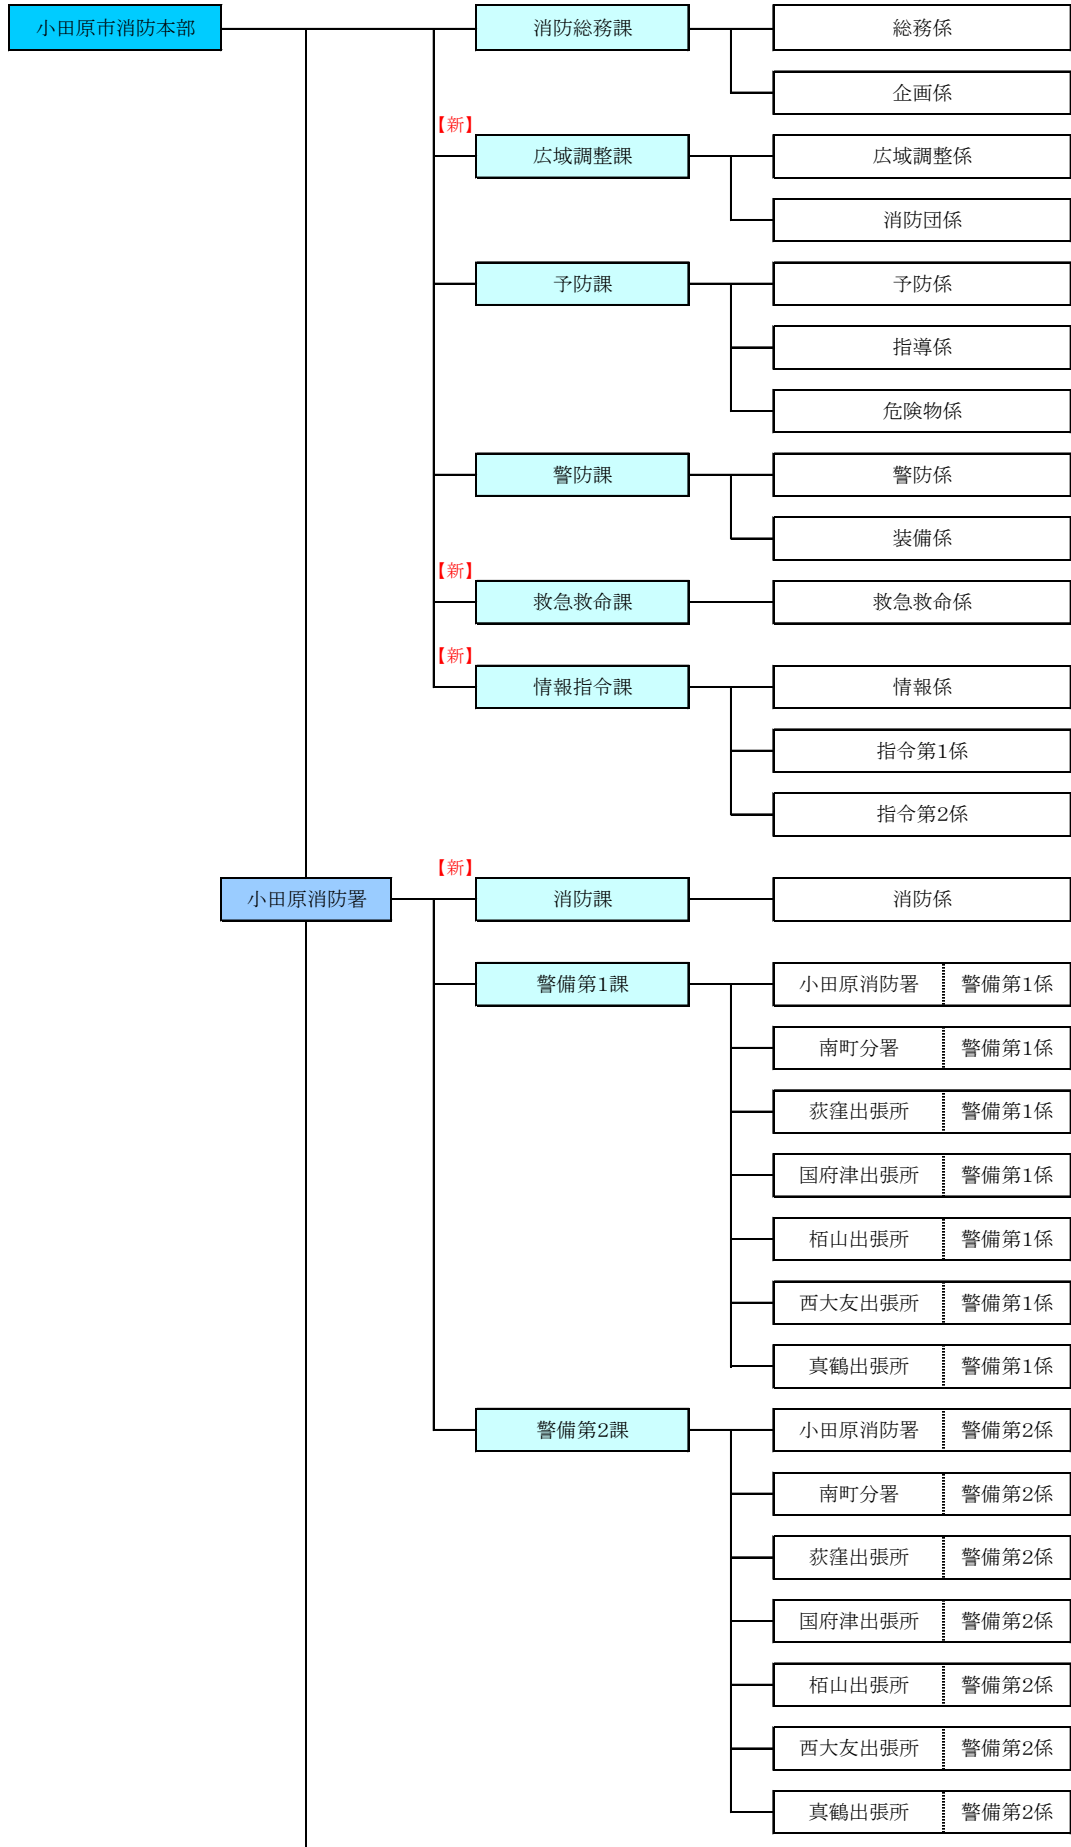 小田原市消防本部
消防総務課
総務係
企画係
【新】
広域調整課
広域調整係
消防団係
予防課
予防係
指導係
危険物係
警防課
警防係
装備係
【新】
救急救命課
救急救命係
【新】
情報指令課
情報係
指令第1係
指令第2係
【新】
小田原消防署
消防課
消防係
警備第1課
小田原消防署 警備第1係
南町分署 警備第1係
荻窪出張所 警備第1係
国府津出張所 警備第1係
栢山出張所 警備第1係
西大友出張所 警備第1係
真鶴出張所 警備第1係
警備第2課
小田原消防署 警備第2係
南町分署 警備第2係
荻窪出張所 警備第2係
国府津出張所 警備第2係
栢山出張所 警備第2係
西大友出張所 警備第2係
真鶴出張所 警備第2係